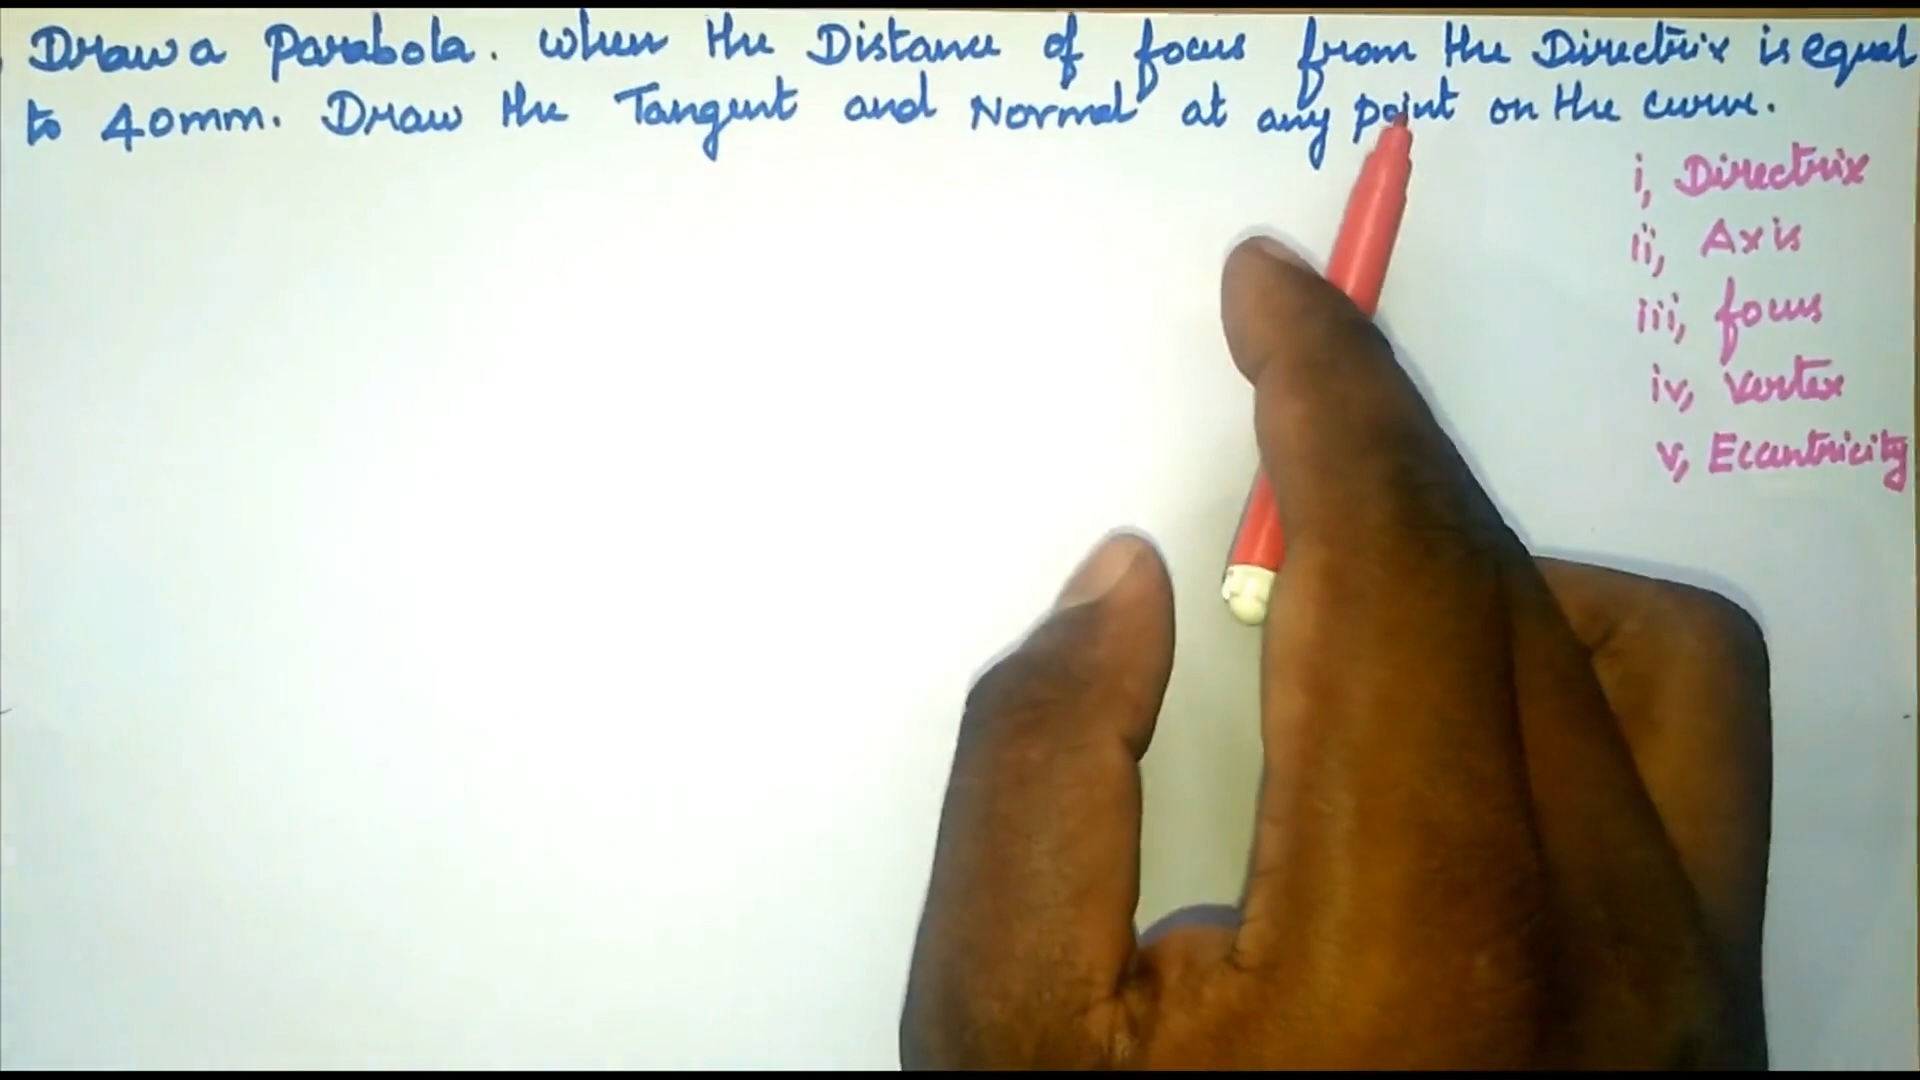 Draw a Parabola. when the Distance of focus from the Directrix is equal
to 40mm. Draw the Tangent and Normal at any point on the curve.
i, Directrix
ii, Axis
iii, focus
iv, Vertex
v, Eccentricity